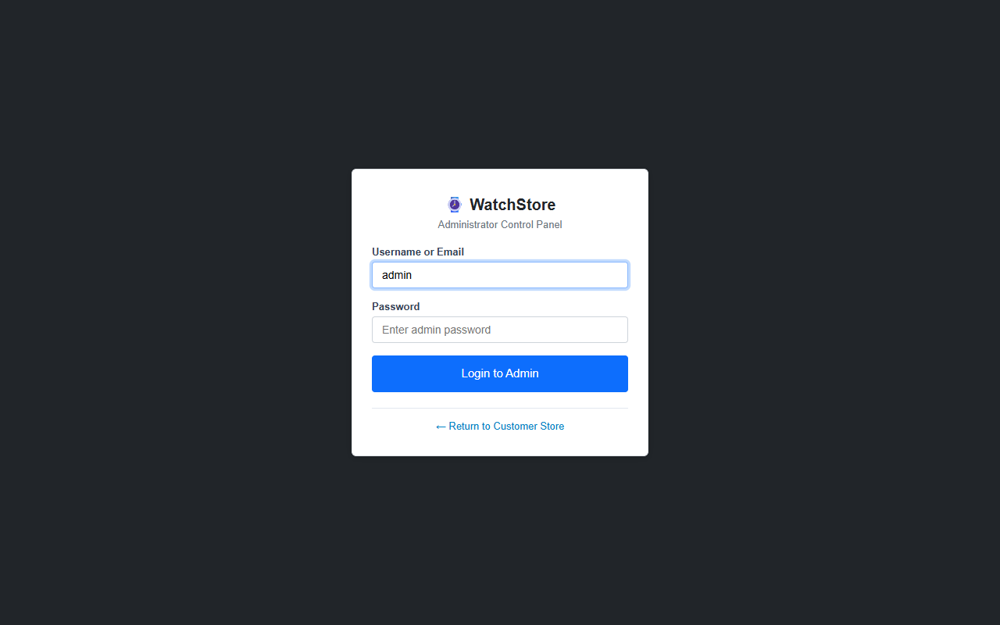 WatchStore
Administrator Control Panel
Username or Email
admin
Password
Enter admin password
Login to Admin
← Return to Customer Store